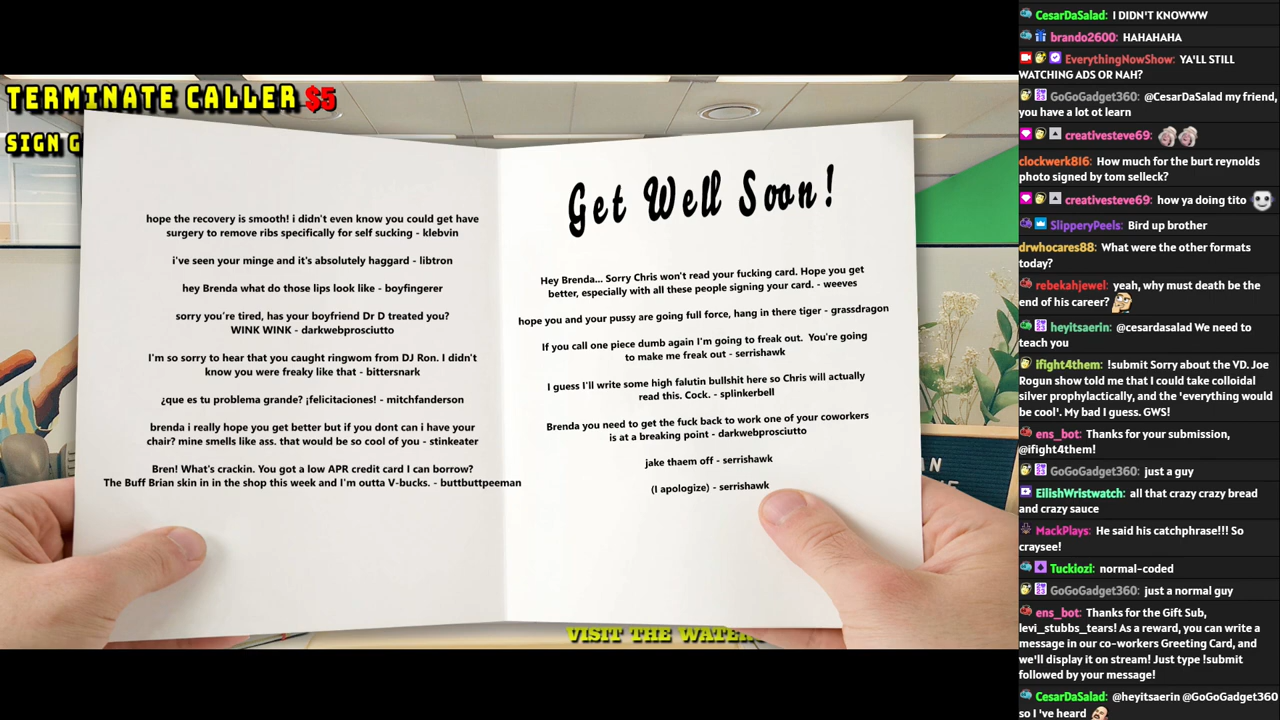 TERMINATE CALLER $5
SIGN G
hope the recovery is smooth! i didn't even know you could get have
surgery to remove ribs specifically for self sucking - klebvin
i've seen your minge and it's absolutely haggard - libtron
hey Brenda what do those lips look like - boyfingerer
sorry you're tired, has your boyfriend Dr D treated you?
WINK WINK - darkwebprosciutto
I'm so sorry to hear that you caught ringwom from DJ Ron. I didn't
know you were freaky like that - bittersnark
¿que es tu problema grande? ¡felicitaciones! - mitchfanderson
brenda i really hope you get better but if you dont can i have your
chair? mine smells like ass. that would be so cool of you - stinkeater
Bren! What's crackin. You got a low APR credit card I can borrow?
The Buff Brian skin in in the shop this week and I'm outta V-bucks. - buttbuttpeeman
Get Well Soon!
Hey Brenda... Sorry Chris won't read your fucking card. Hope you get
better, especially with all these people signing your card. - weeves
hope you and your pussy are going full force, hang in there tiger - grassdragon
If you call one piece dumb again I'm going to freak out.  You're going
to make me freak out - serrishawk
I guess I'll write some high falutin bullshit here so Chris will actually
read this. Cock. - splinkerbell
Brenda you need to get the fuck back to work one of your coworkers
is at a breaking point - darkwebprosciutto
jake thaem off - serrishawk
(I apologize) - serrishawk
VISIT THE WATER
CesarDaSalad: I DIDN'T KNOWWW
brando2600: HAHAHAHA
EverythingNowShow: YA'LL STILL
WATCHING ADS OR NAH?
GoGoGadget360: @CesarDaSalad my friend,
you have a lot ot learn
creativesteve69:
clockwerk816: How much for the burt reynolds
photo signed by tom selleck?
creativesteve69: how ya doing tito
SlipperyPeels: Bird up brother
drwhocares88: What were the other formats
today?
rebekahjewel: yeah, why must death be the
end of his career?
heyitsaerin: @cesardasalad We need to
teach you
ifight4them: !submit Sorry about the VD. Joe
Rogun show told me that I could take colloidal
silver prophylactically, and the 'everything would
be cool'. My bad I guess. GWS!
ens_bot: Thanks for your submission,
@ifight4them!
GoGoGadget360: just a guy
EilishWristwatch: all that crazy crazy bread
and crazy sauce
MackPlays: He said his catchphrase!!! So
craysee!
Tuckiozi: normal-coded
GoGoGadget360: just a normal guy
ens_bot: Thanks for the Gift Sub,
levi_stubbs_tears! As a reward, you can write a
message in our co-workers Greeting Card, and
we'll display it on stream! Just type !submit
followed by your message!
CesarDaSalad: @heyitsaerin @GoGoGadget360
so I 've heard